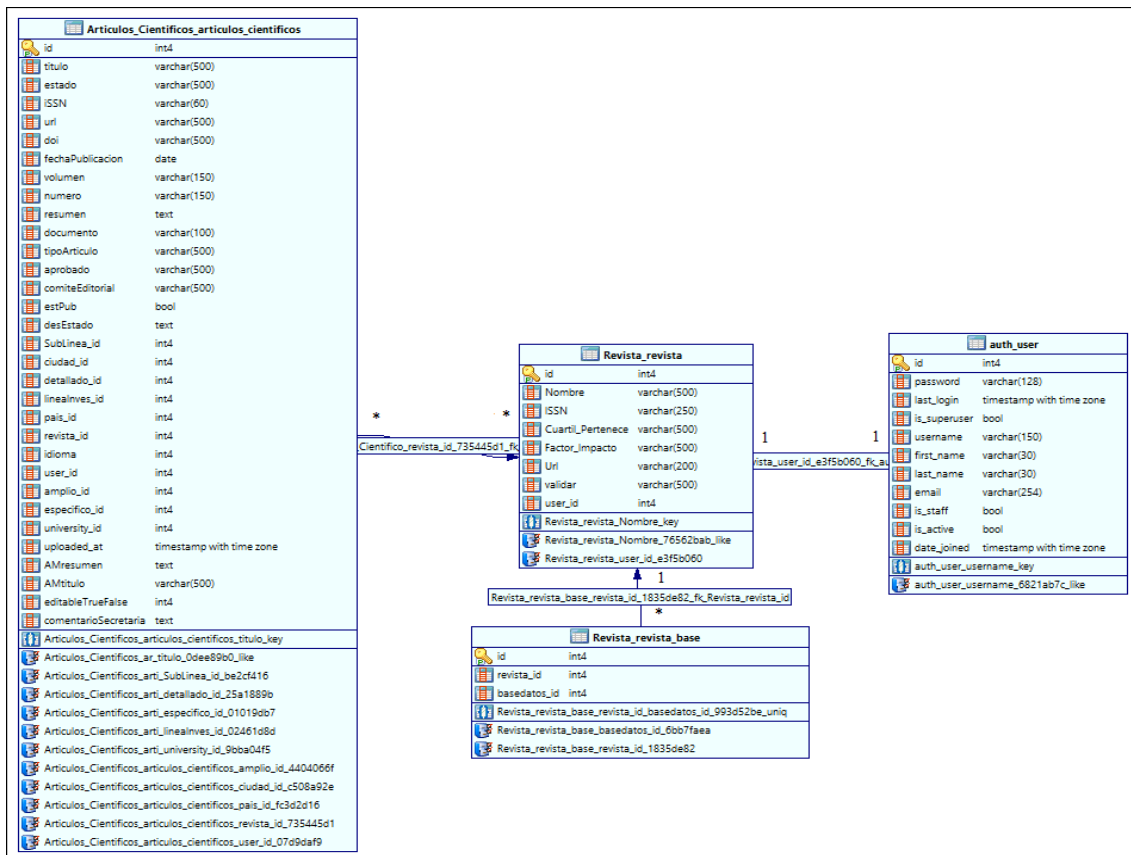 Articulos_Cientificos_articulos_cientificos
id int4
titulo varchar(500)
estado varchar(500)
ISSN varchar(60)
url varchar(500)
doi varchar(500)
fechaPublicacion date
volumen varchar(150)
numero varchar(150)
resumen text
documento varchar(100)
tipoArticulo varchar(500)
aprobado varchar(500)
comiteEditorial varchar(500)
estPub bool
desEstado text
SubLinea_id int4
ciudad_id int4
detallado_id int4
lineaInves_id int4
pais_id int4
revista_id int4
idioma int4
user_id int4
amplio_id int4
especifico_id int4
university_id int4
uploaded_at timestamp with time zone
AMresumen text
AMtitulo varchar(500)
editableTrueFalse int4
comentarioSecretaria text
Articulos_Cientificos_articulos_cientificos_titulo_key
Articulos_Cientificos_ar_titulo_0dee89b0_like
Articulos_Cientificos_arti_SubLinea_id_be2cf416
Articulos_Cientificos_arti_detallado_id_25a1889b
Articulos_Cientificos_arti_especifico_id_01019db7
Articulos_Cientificos_arti_lineaInves_id_02461d8d
Articulos_Cientificos_arti_university_id_9bba04f5
Articulos_Cientificos_articulos_cientificos_amplio_id_4404066f
Articulos_Cientificos_articulos_cientificos_ciudad_id_c508a92e
Articulos_Cientificos_articulos_cientificos_pais_id_fc3d2d16
Articulos_Cientificos_articulos_cientificos_revista_id_735445d1
Articulos_Cientificos_articulos_cientificos_user_id_07d9daf9
* *
_Cientifico_revista_id_735445d1_fk_
Revista_revista
id int4
Nombre varchar(500)
ISSN varchar(250)
Cuartil_Pertenece varchar(500)
Factor_Impacto varchar(500)
Url varchar(200)
validar varchar(500)
user_id int4
Revista_revista_Nombre_key
Revista_revista_Nombre_76562bab_like
Revista_revista_user_id_e3f5b060
1 1
vista_user_id_e3f5b060_fk_au
auth_user
id int4
password varchar(128)
last_login timestamp with time zone
is_superuser bool
username varchar(150)
first_name varchar(30)
last_name varchar(30)
email varchar(254)
is_staff bool
is_active bool
date_joined timestamp with time zone
auth_user_username_key
auth_user_username_6821ab7c_like
1
Revista_revista_base_revista_id_1835de82_fk_Revista_revista_id
*
Revista_revista_base
id int4
revista_id int4
basedatos_id int4
Revista_revista_base_revista_id_basedatos_id_993d52be_uniq
Revista_revista_base_basedatos_id_6bb7faea
Revista_revista_base_revista_id_1835de82